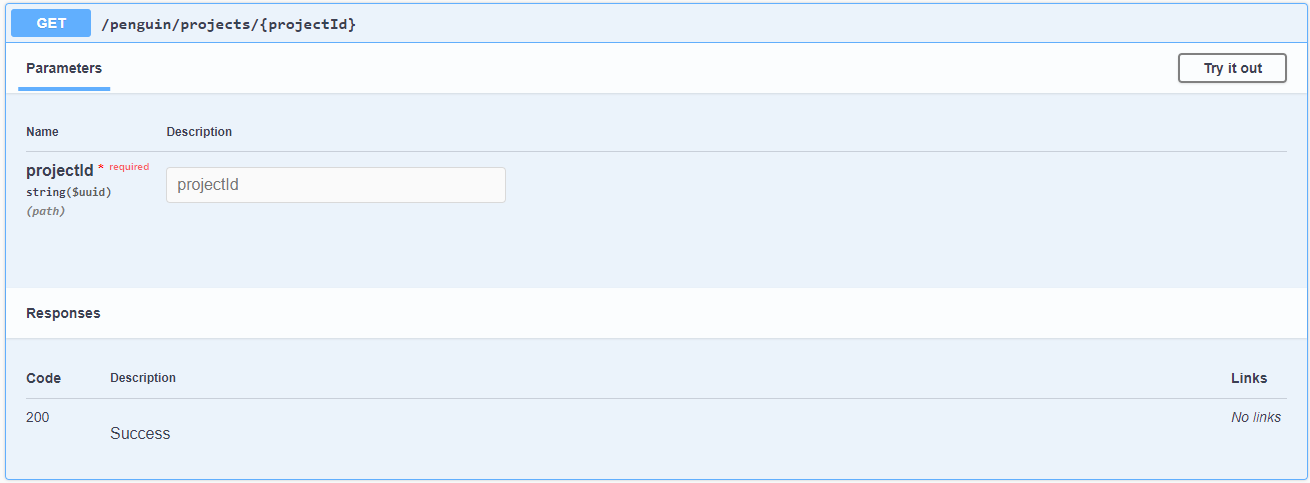 GET /penguin/projects/{projectId}
Parameters Try it out
Name Description
projectId * required
string($uuid)
(path)
projectId
Responses
Code Description Links
200 No links
Success